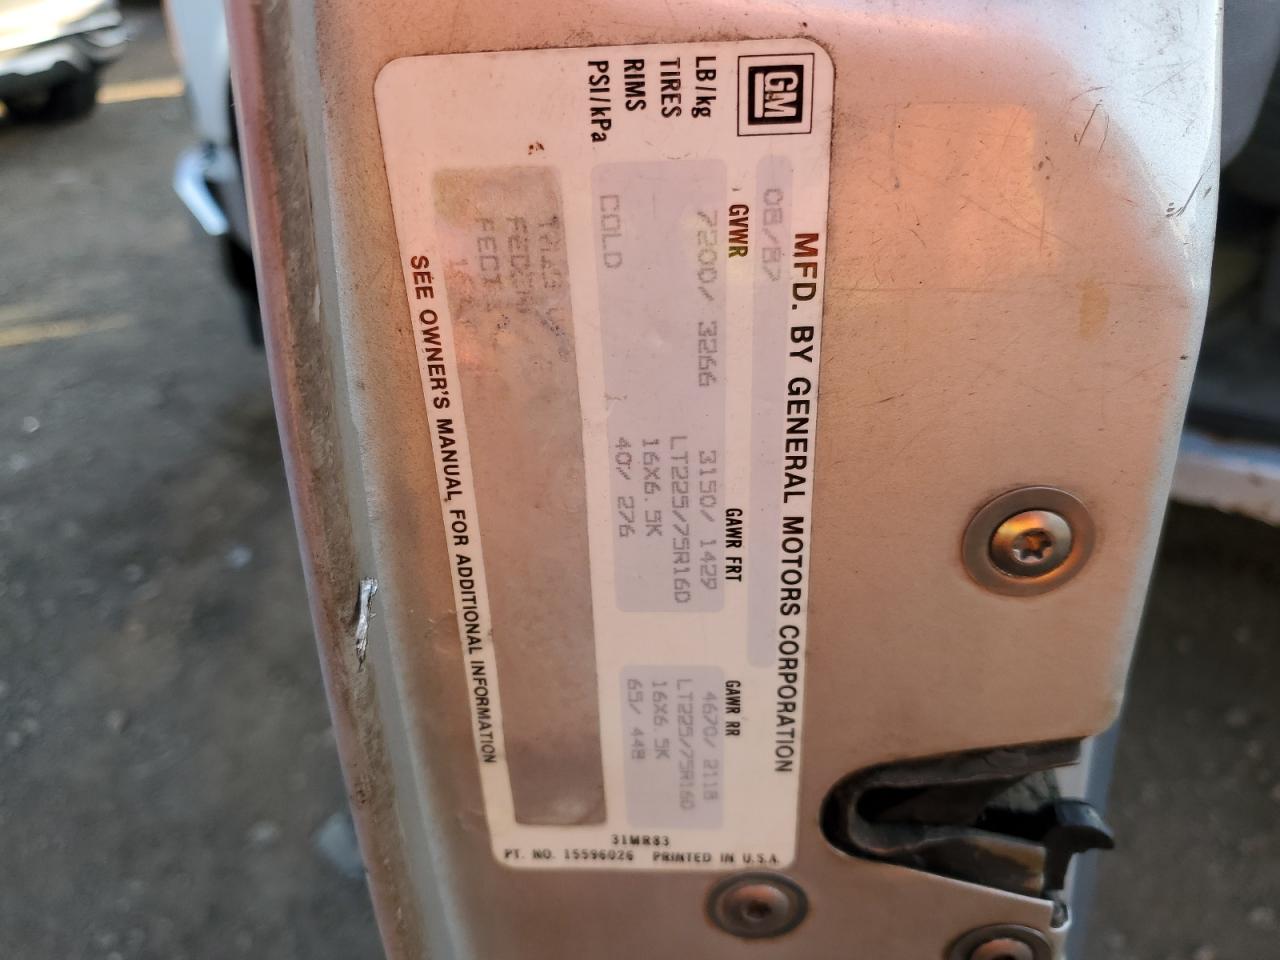 GM
MFD. BY GENERAL MOTORS CORPORATION
08/87
GVWR GAWR FRT GAWR RR
LB/kg 7200/ 3266 3150/ 1429 4670/ 2118
TIRES LT225/75R16D LT225/75R16D
RIMS 16X6.5K 16X6.5K
PSI/kPa COLD 40/ 276 65/ 448
SEE OWNER'S MANUAL FOR ADDITIONAL INFORMATION
31MR83
PT. NO. 15596026 PRINTED IN U.S.A.